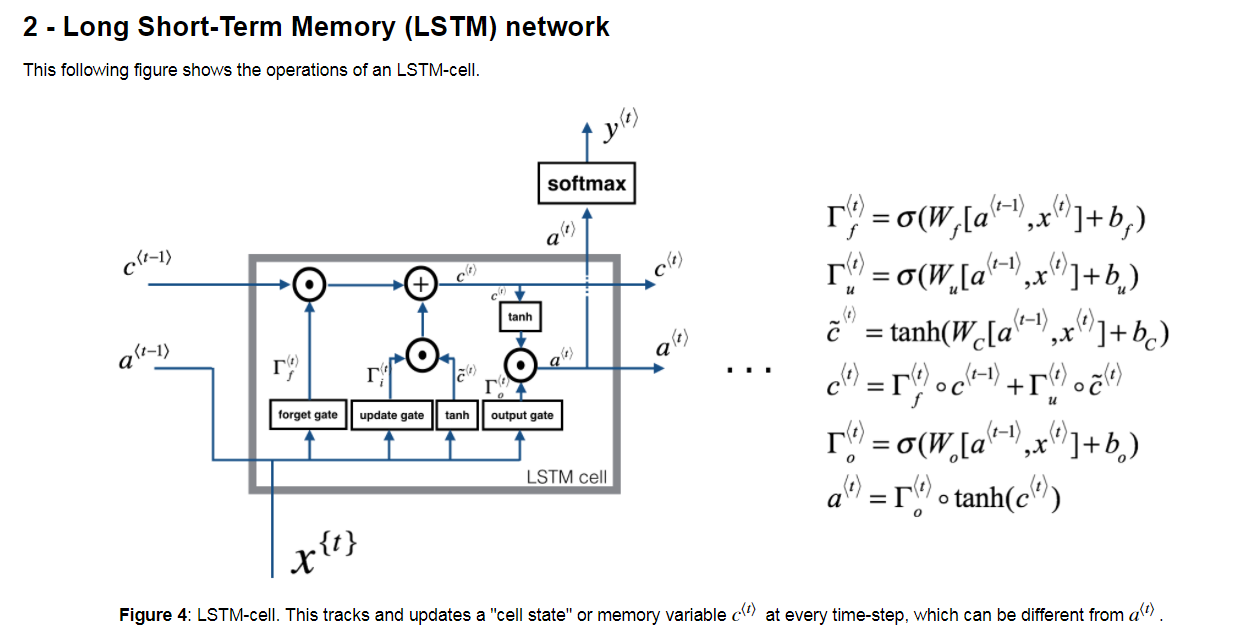 2 - Long Short-Term Memory (LSTM) network
This following figure shows the operations of an LSTM-cell.
y⟨t⟩
softmax
a⟨t⟩
c⟨t−1⟩
c⟨t⟩
c⟨t⟩
c⟨t⟩
tanh
a⟨t−1⟩
a⟨t⟩
a⟨t⟩
Γf⟨t⟩
Γi⟨t⟩
c̃⟨t⟩
Γo⟨t⟩
forget gate
update gate
tanh
output gate
LSTM cell
x{t}
. . .
Γf⟨t⟩ = σ(Wf[a⟨t−1⟩, x⟨t⟩] + bf)
Γu⟨t⟩ = σ(Wu[a⟨t−1⟩, x⟨t⟩] + bu)
c̃⟨t⟩ = tanh(WC[a⟨t−1⟩, x⟨t⟩] + bC)
c⟨t⟩ = Γf⟨t⟩ ∘ c⟨t−1⟩ + Γu⟨t⟩ ∘ c̃⟨t⟩
Γo⟨t⟩ = σ(Wo[a⟨t−1⟩, x⟨t⟩] + bo)
a⟨t⟩ = Γo⟨t⟩ ∘ tanh(c⟨t⟩)
Figure 4: LSTM-cell. This tracks and updates a "cell state" or memory variable c⟨t⟩ at every time-step, which can be different from a⟨t⟩.